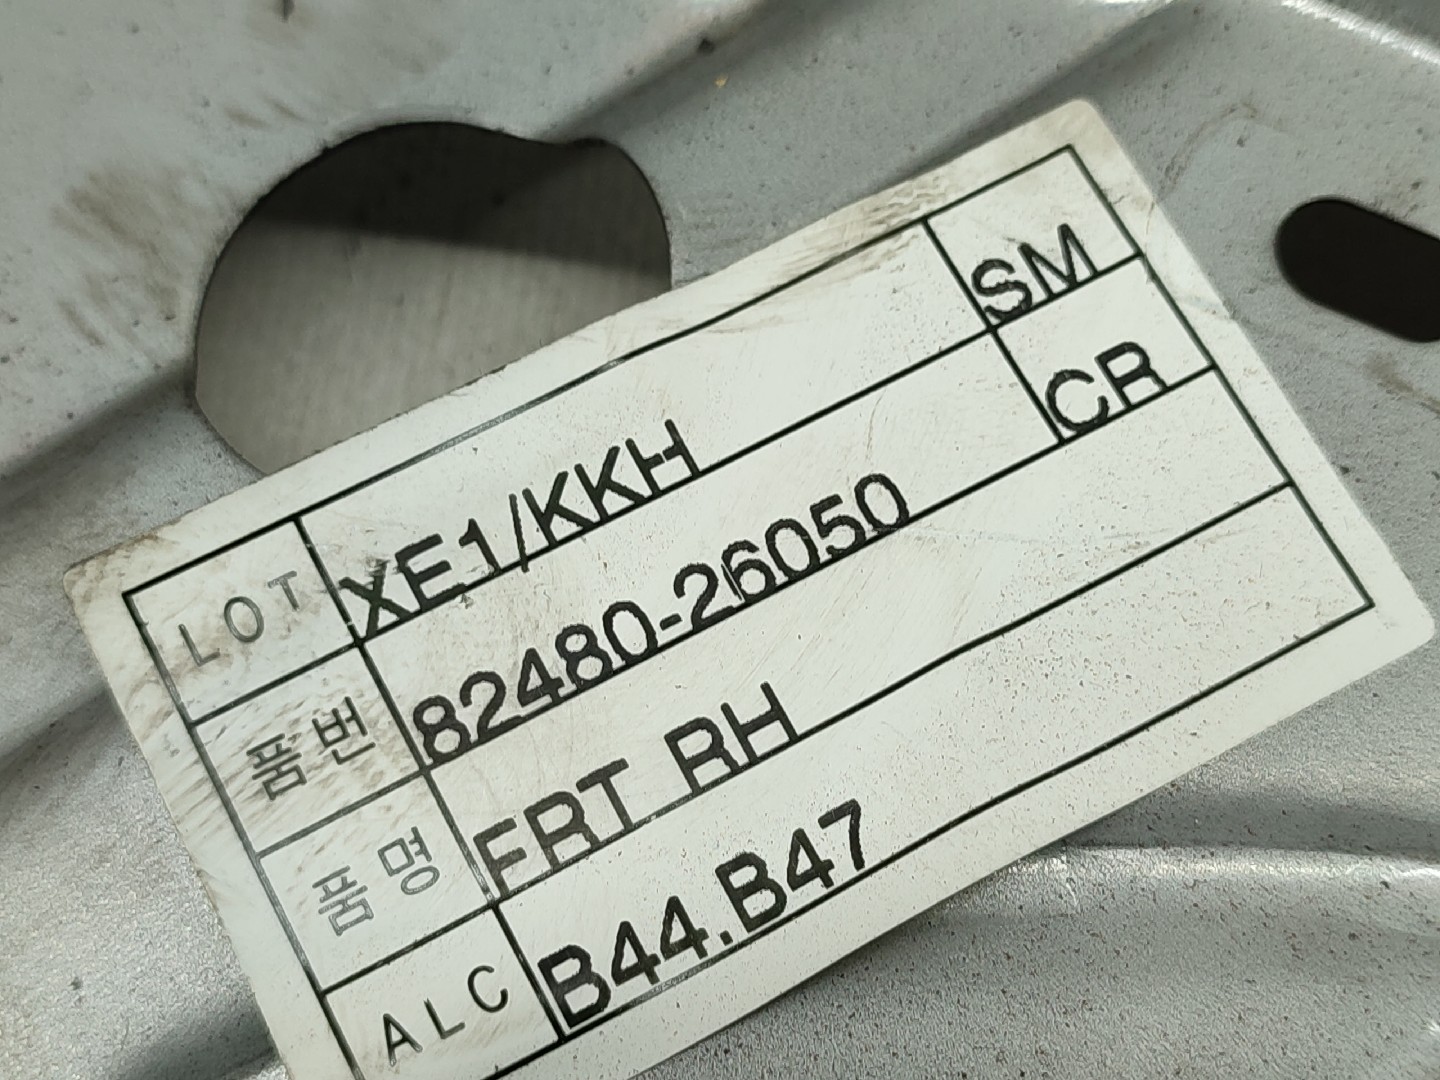 LOT XE1/KKH SM
품번 82480-26050 CR
품명 FRT RH
ALC B44.B47